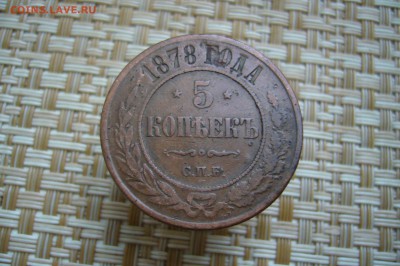 COINS.LAVE.RU
1878 ГОДА
5
КОПѢЕКЪ
С.П.Б.